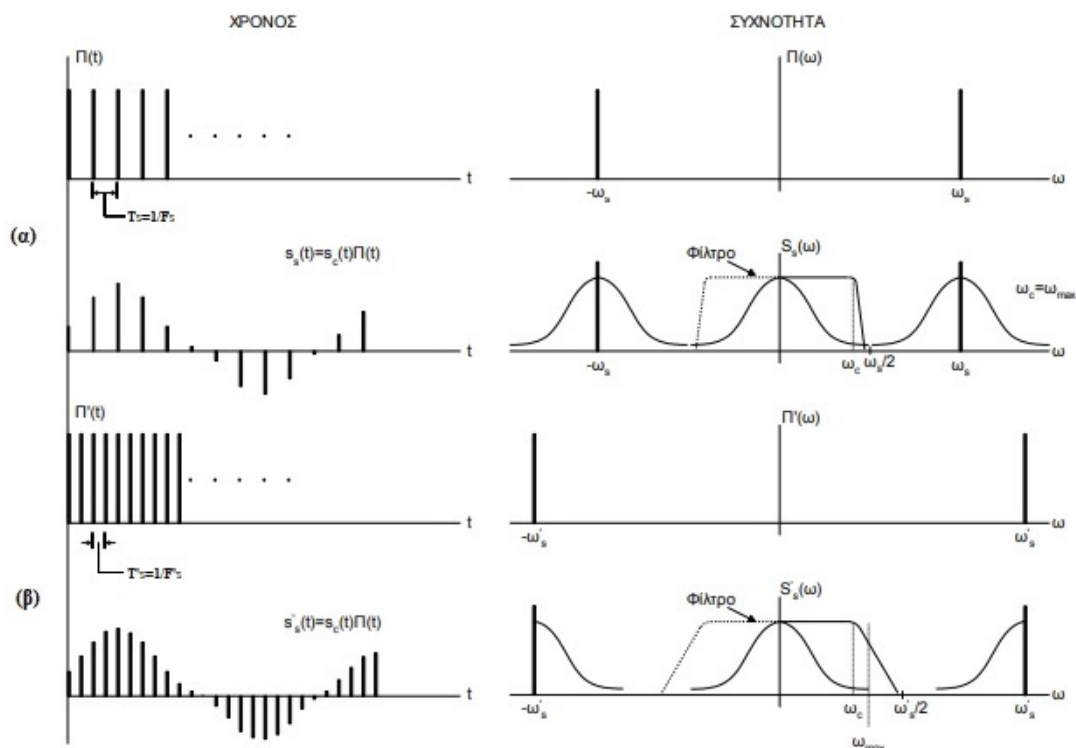 ΧΡΟΝΟΣ
ΣΥΧΝΟΤΗΤΑ
Π(t)
Π(ω)
t
-ωs
ωs
ω
Ts=1/Fs
(α)
ss(t)=sc(t)Π(t)
Φίλτρο
Ss(ω)
ωc=ωmax
t
-ωs
ωc
ωs/2
ωs
ω
Π'(t)
Π'(ω)
t
-ω's
ω's
ω
T's=1/F's
(β)
s's(t)=sc(t)Π(t)
Φίλτρο
S's(ω)
t
-ω's
ωc
ω's/2
ω's
ω
ωmax